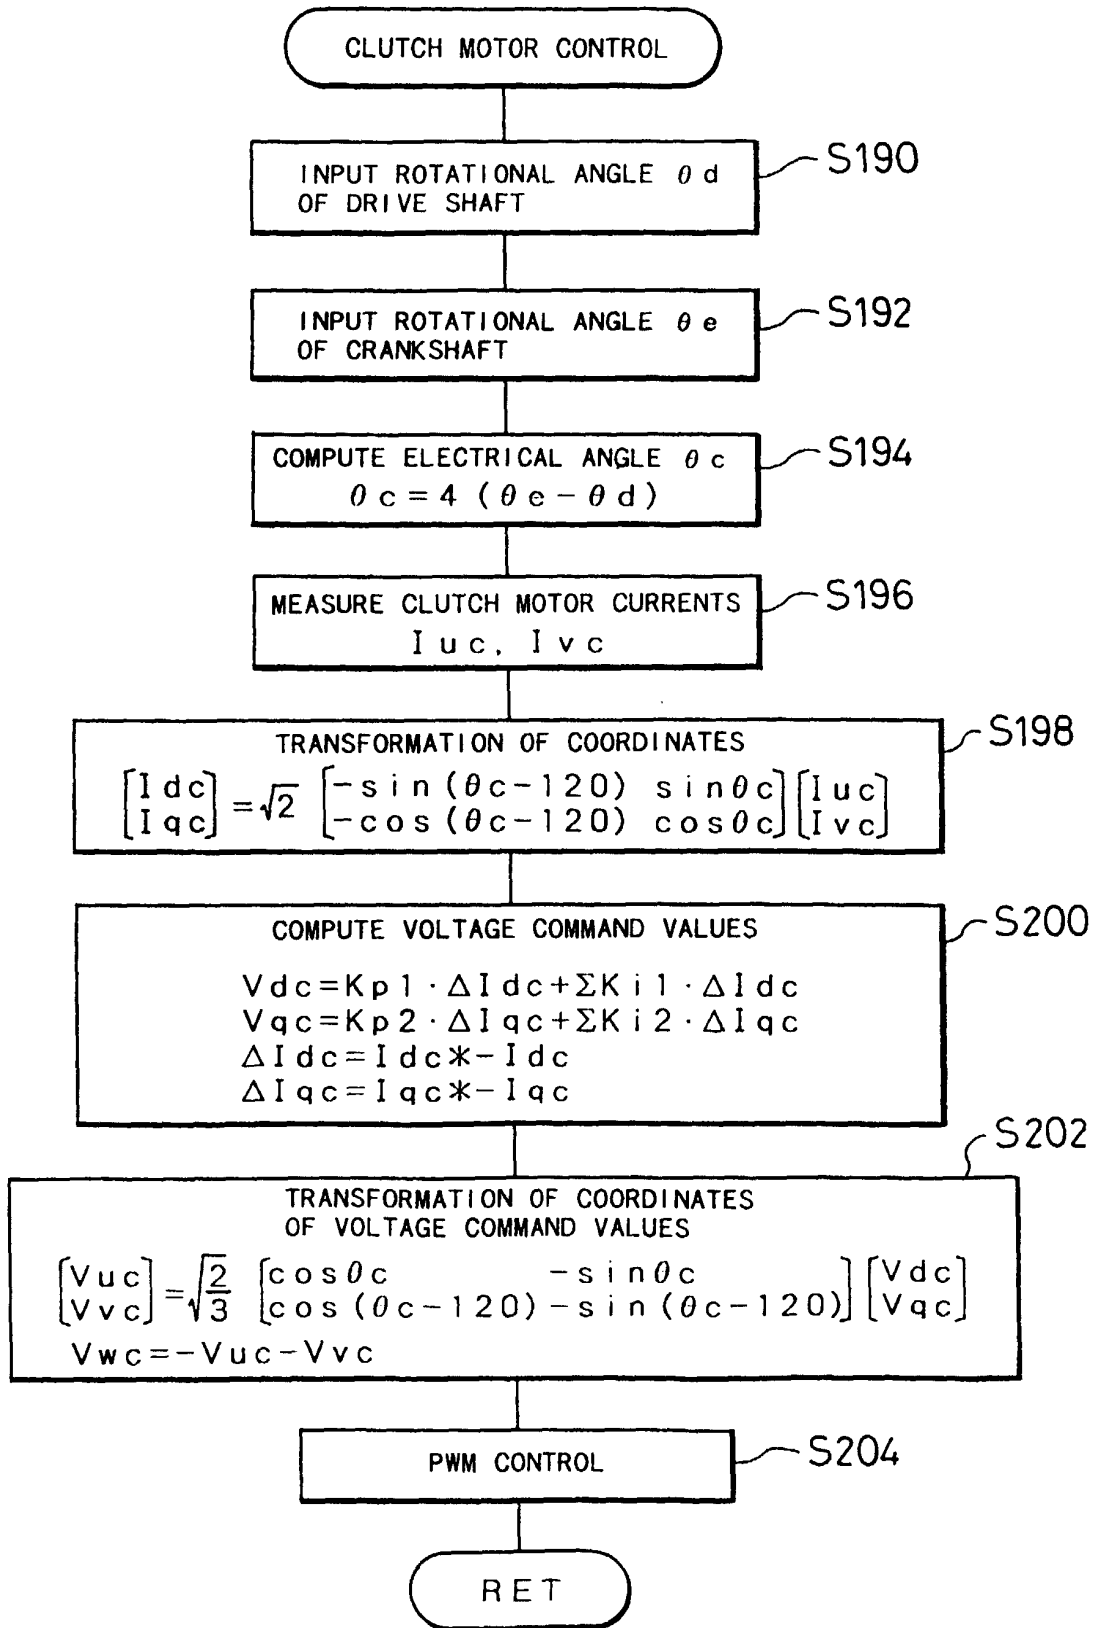 CLUTCH MOTOR CONTROL
S190
INPUT ROTATIONAL ANGLE θd
OF DRIVE SHAFT
S192
INPUT ROTATIONAL ANGLE θe
OF CRANKSHAFT
S194
COMPUTE ELECTRICAL ANGLE θc
θc=4 (θe-θd)
S196
MEASURE CLUTCH MOTOR CURRENTS
Iuc, Ivc
S198
TRANSFORMATION OF COORDINATES
[Idc] =√2 [-sin(θc-120) sinθc] [Iuc]
[Iqc] [-cos(θc-120) cosθc] [Ivc]
S200
COMPUTE VOLTAGE COMMAND VALUES
Vdc=Kp1·ΔIdc+ΣKi1·ΔIdc
Vqc=Kp2·ΔIqc+ΣKi2·ΔIqc
ΔIdc=Idc*-Idc
ΔIqc=Iqc*-Iqc
S202
TRANSFORMATION OF COORDINATES
OF VOLTAGE COMMAND VALUES
[Vuc] =√2/3 [cosθc -sinθc] [Vdc]
[Vvc] [cos(θc-120) -sin(θc-120)] [Vqc]
Vwc=-Vuc-Vvc
S204
PWM CONTROL
RET